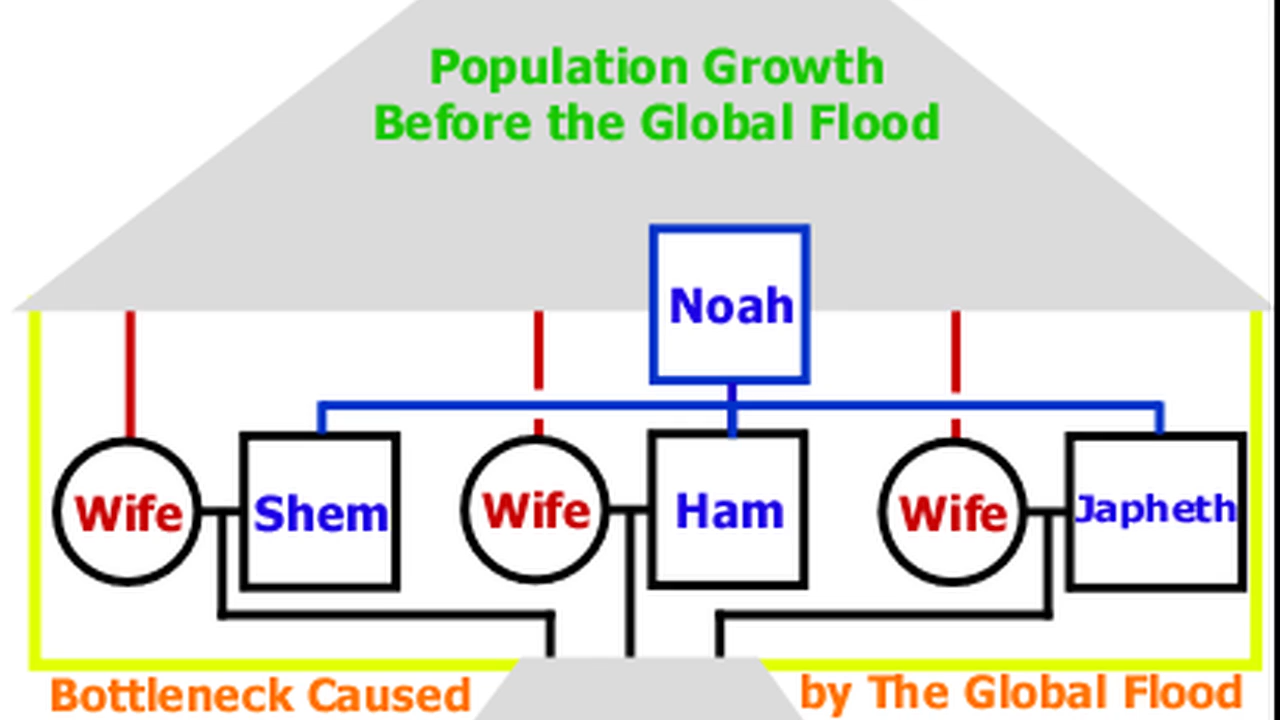 Population Growth
Before the Global Flood
Noah
Wife Shem Wife Ham Wife Japheth
Bottleneck Caused by The Global Flood